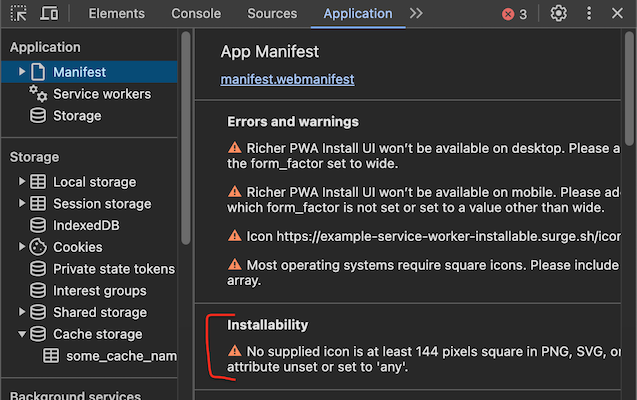 Elements Console Sources Application 3
Application
Manifest
Service workers
Storage
Storage
Local storage
Session storage
IndexedDB
Cookies
Private state tokens
Interest groups
Shared storage
Cache storage
some_cache_nam
Background services
App Manifest
manifest.webmanifest
Errors and warnings
Richer PWA Install UI won’t be available on desktop. Please a
the form_factor set to wide.
Richer PWA Install UI won’t be available on mobile. Please ad
which form_factor is not set or set to a value other than wide.
Icon https://example-service-worker-installable.surge.sh/icon
Most operating systems require square icons. Please include
array.
Installability
No supplied icon is at least 144 pixels square in PNG, SVG, or
attribute unset or set to 'any'.